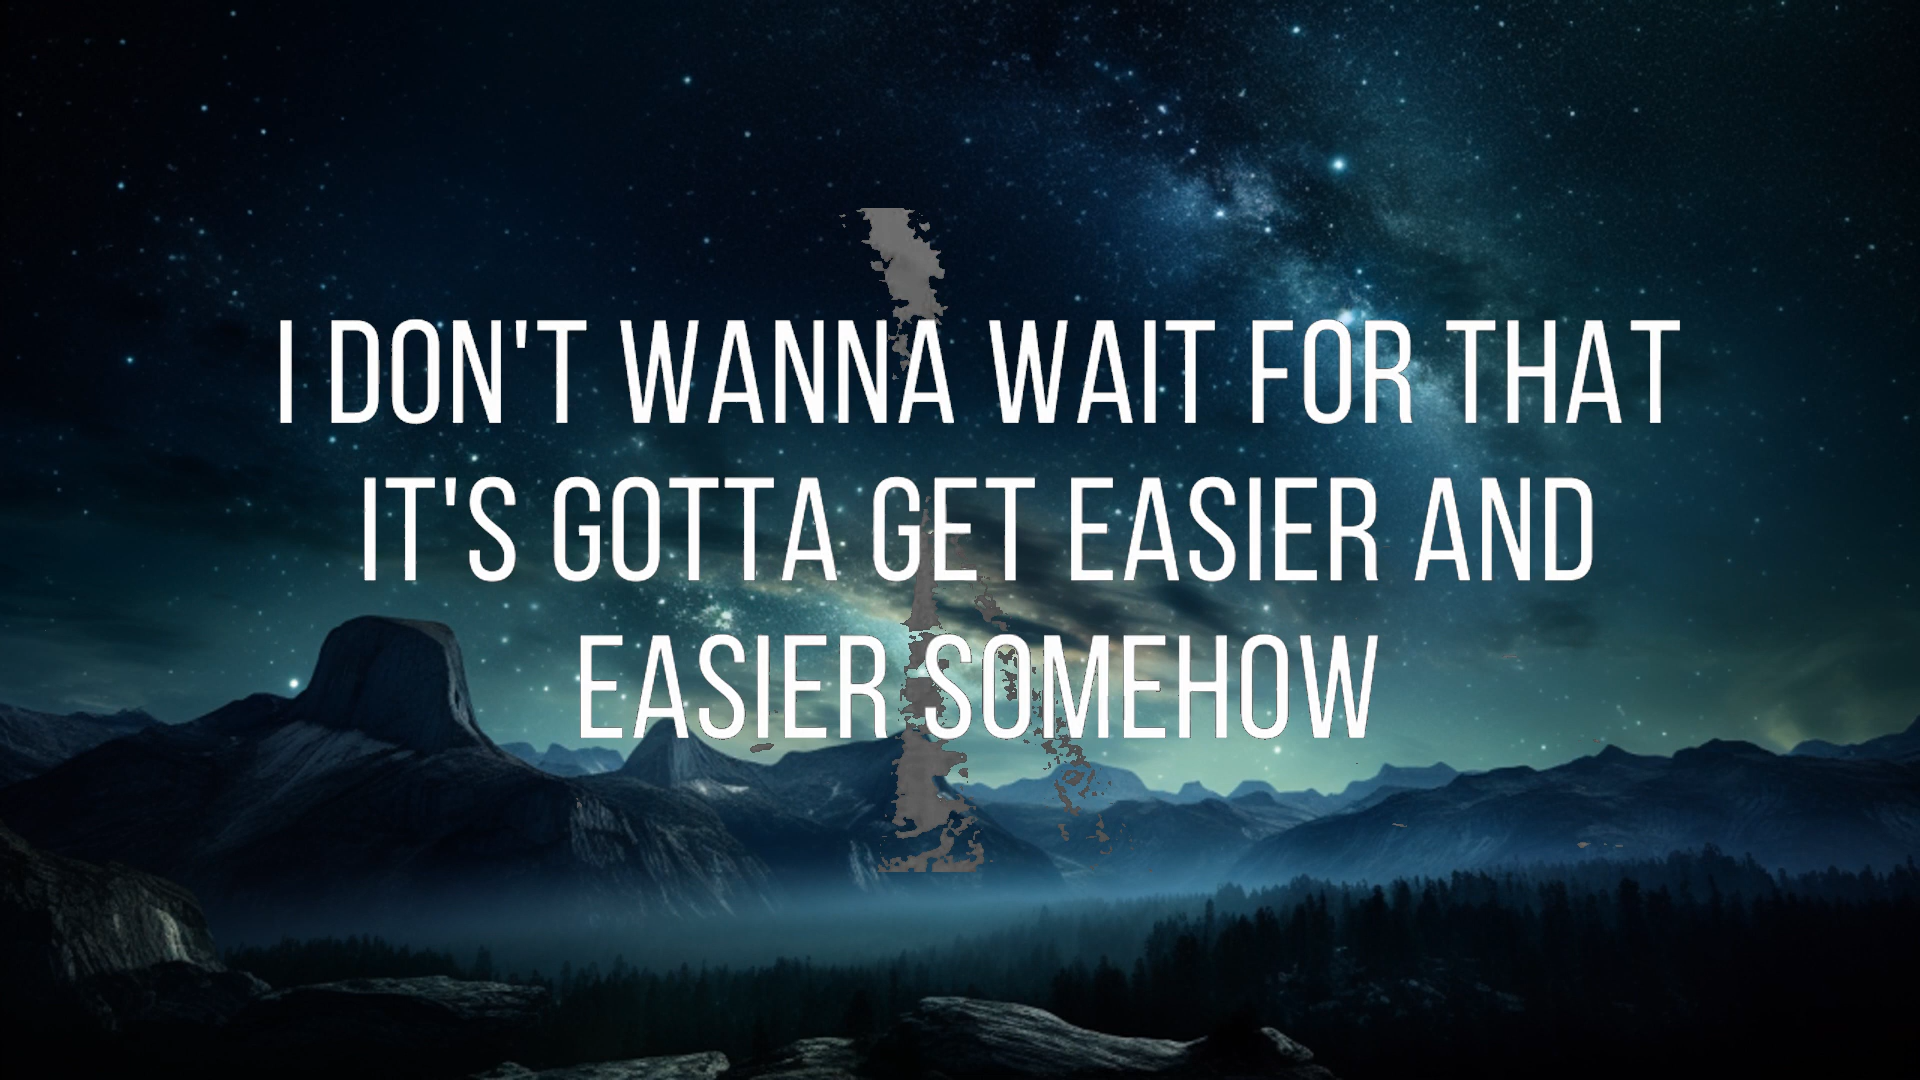 I DON'T WANNA WAIT FOR THAT
IT'S GOTTA GET EASIER AND
EASIER SOMEHOW